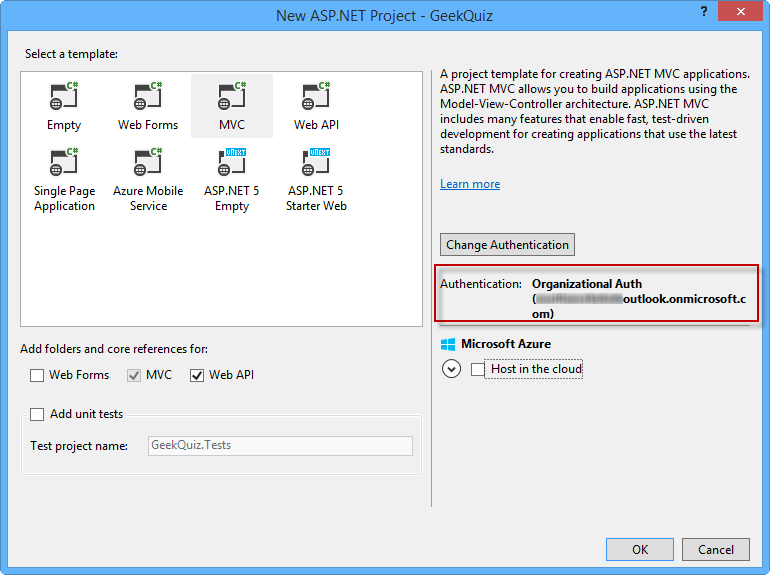 New ASP.NET Project - GeekQuiz
?
Select a template:
C#
C#
C#
C#
Empty
Web Forms
MVC
Web API
C#
C#
vNEXT
vNEXT
Single Page
Application
Azure Mobile
Service
ASP.NET 5
Empty
ASP.NET 5
Starter Web
A project template for creating ASP.NET MVC applications.
ASP.NET MVC allows you to build applications using the
Model-View-Controller architecture. ASP.NET MVC
includes many features that enable fast, test-driven
development for creating applications that use the latest
standards.
Learn more
Change Authentication
Authentication: Organizational Auth
(outlook.onmicrosoft.c
om)
Microsoft Azure
Host in the cloud
Add folders and core references for:
Web Forms
MVC
Web API
Add unit tests
Test project name: GeekQuiz.Tests
OK
Cancel